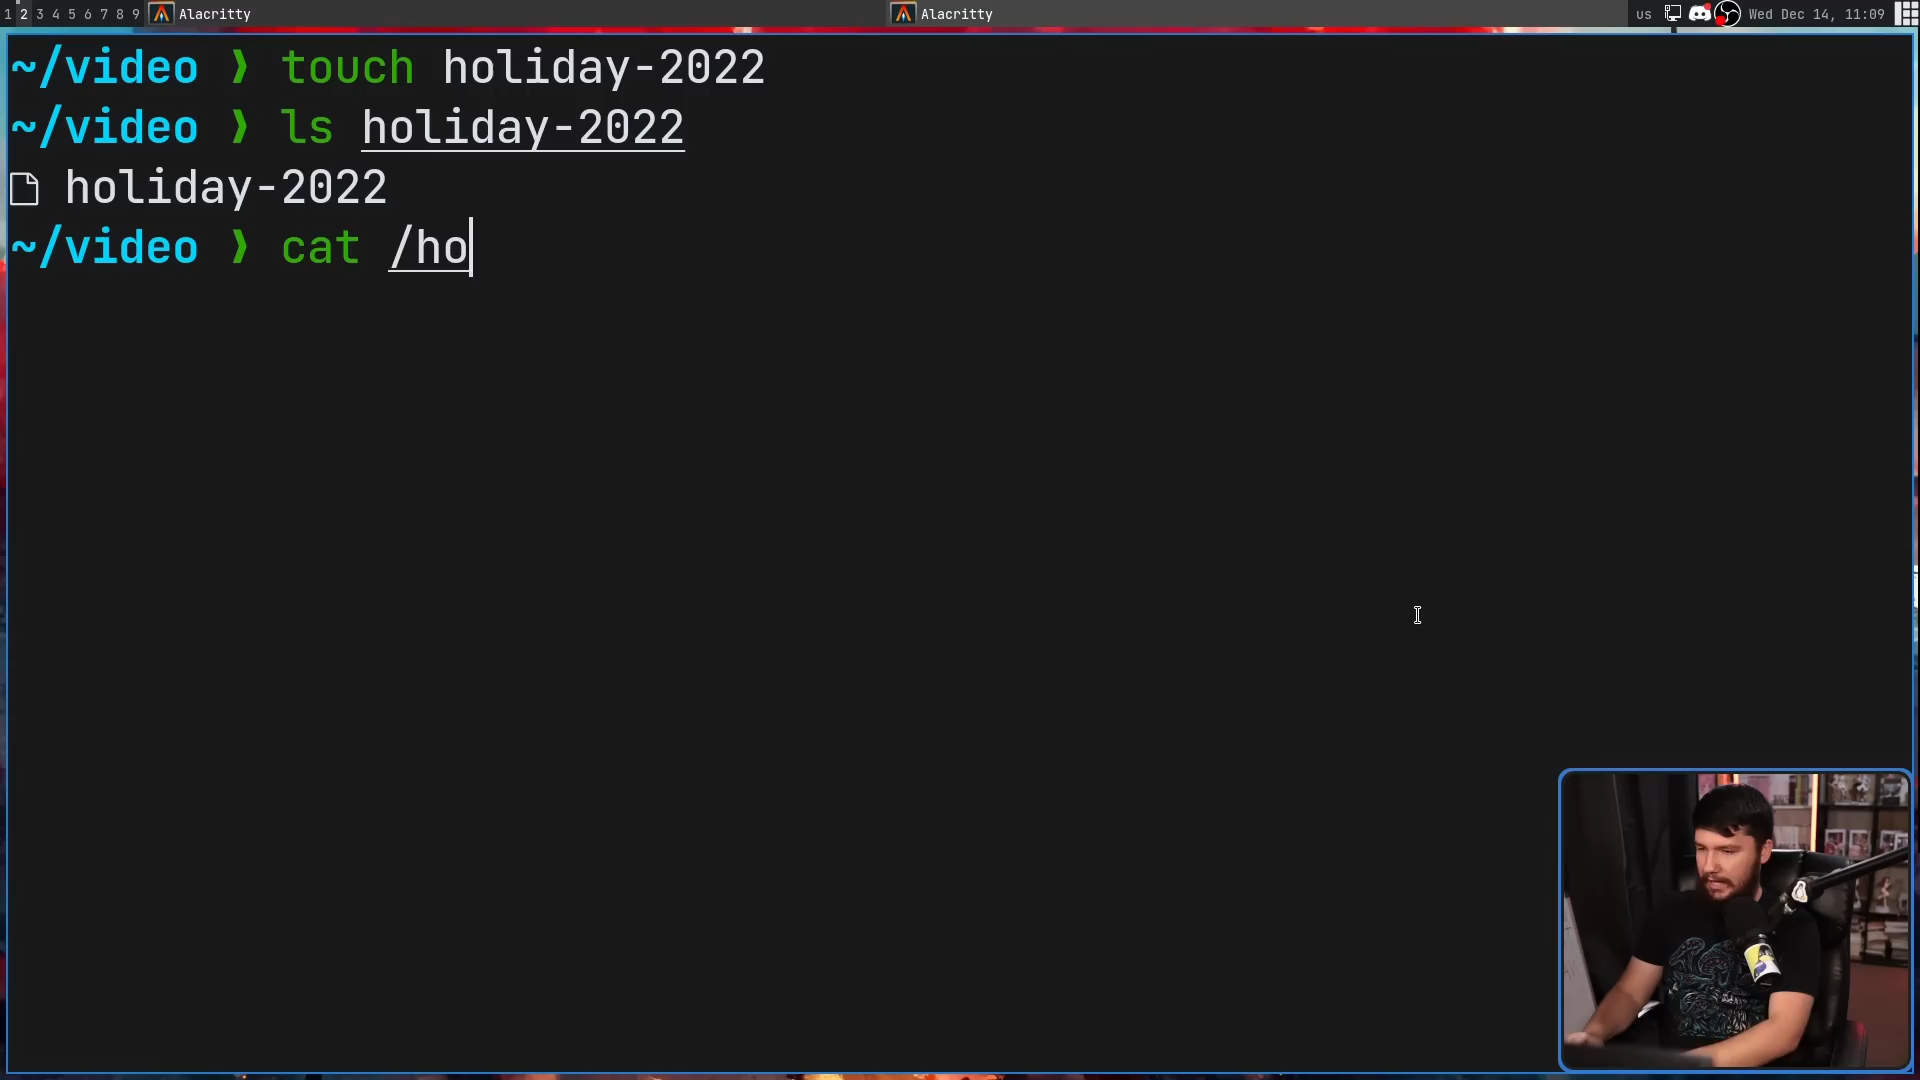 1 2 3 4 5 6 7 8 9 Alacritty Alacritty us Wed Dec 14, 11:09
~/video ❱ touch holiday-2022
~/video ❱ ls holiday-2022
holiday-2022
~/video ❱ cat /ho